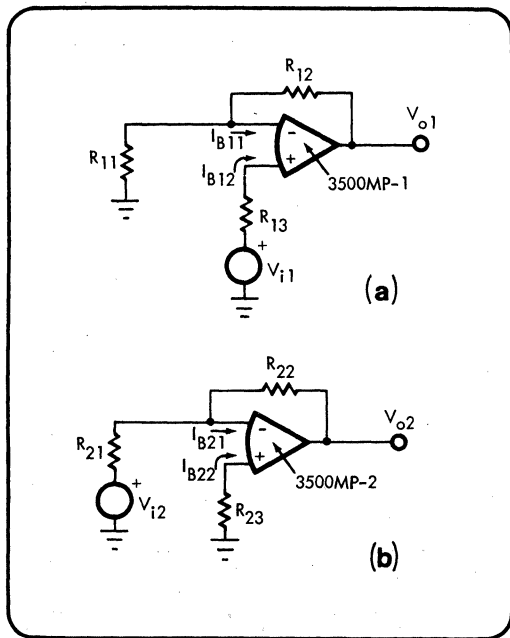 R12
Vo1
IB11
−
R11
IB12
+
3500MP-1
R13
+
Vi1
(a)
R22
Vo2
IB21
−
R21
IB22
+
3500MP-2
+
Vi2
R23
(b)